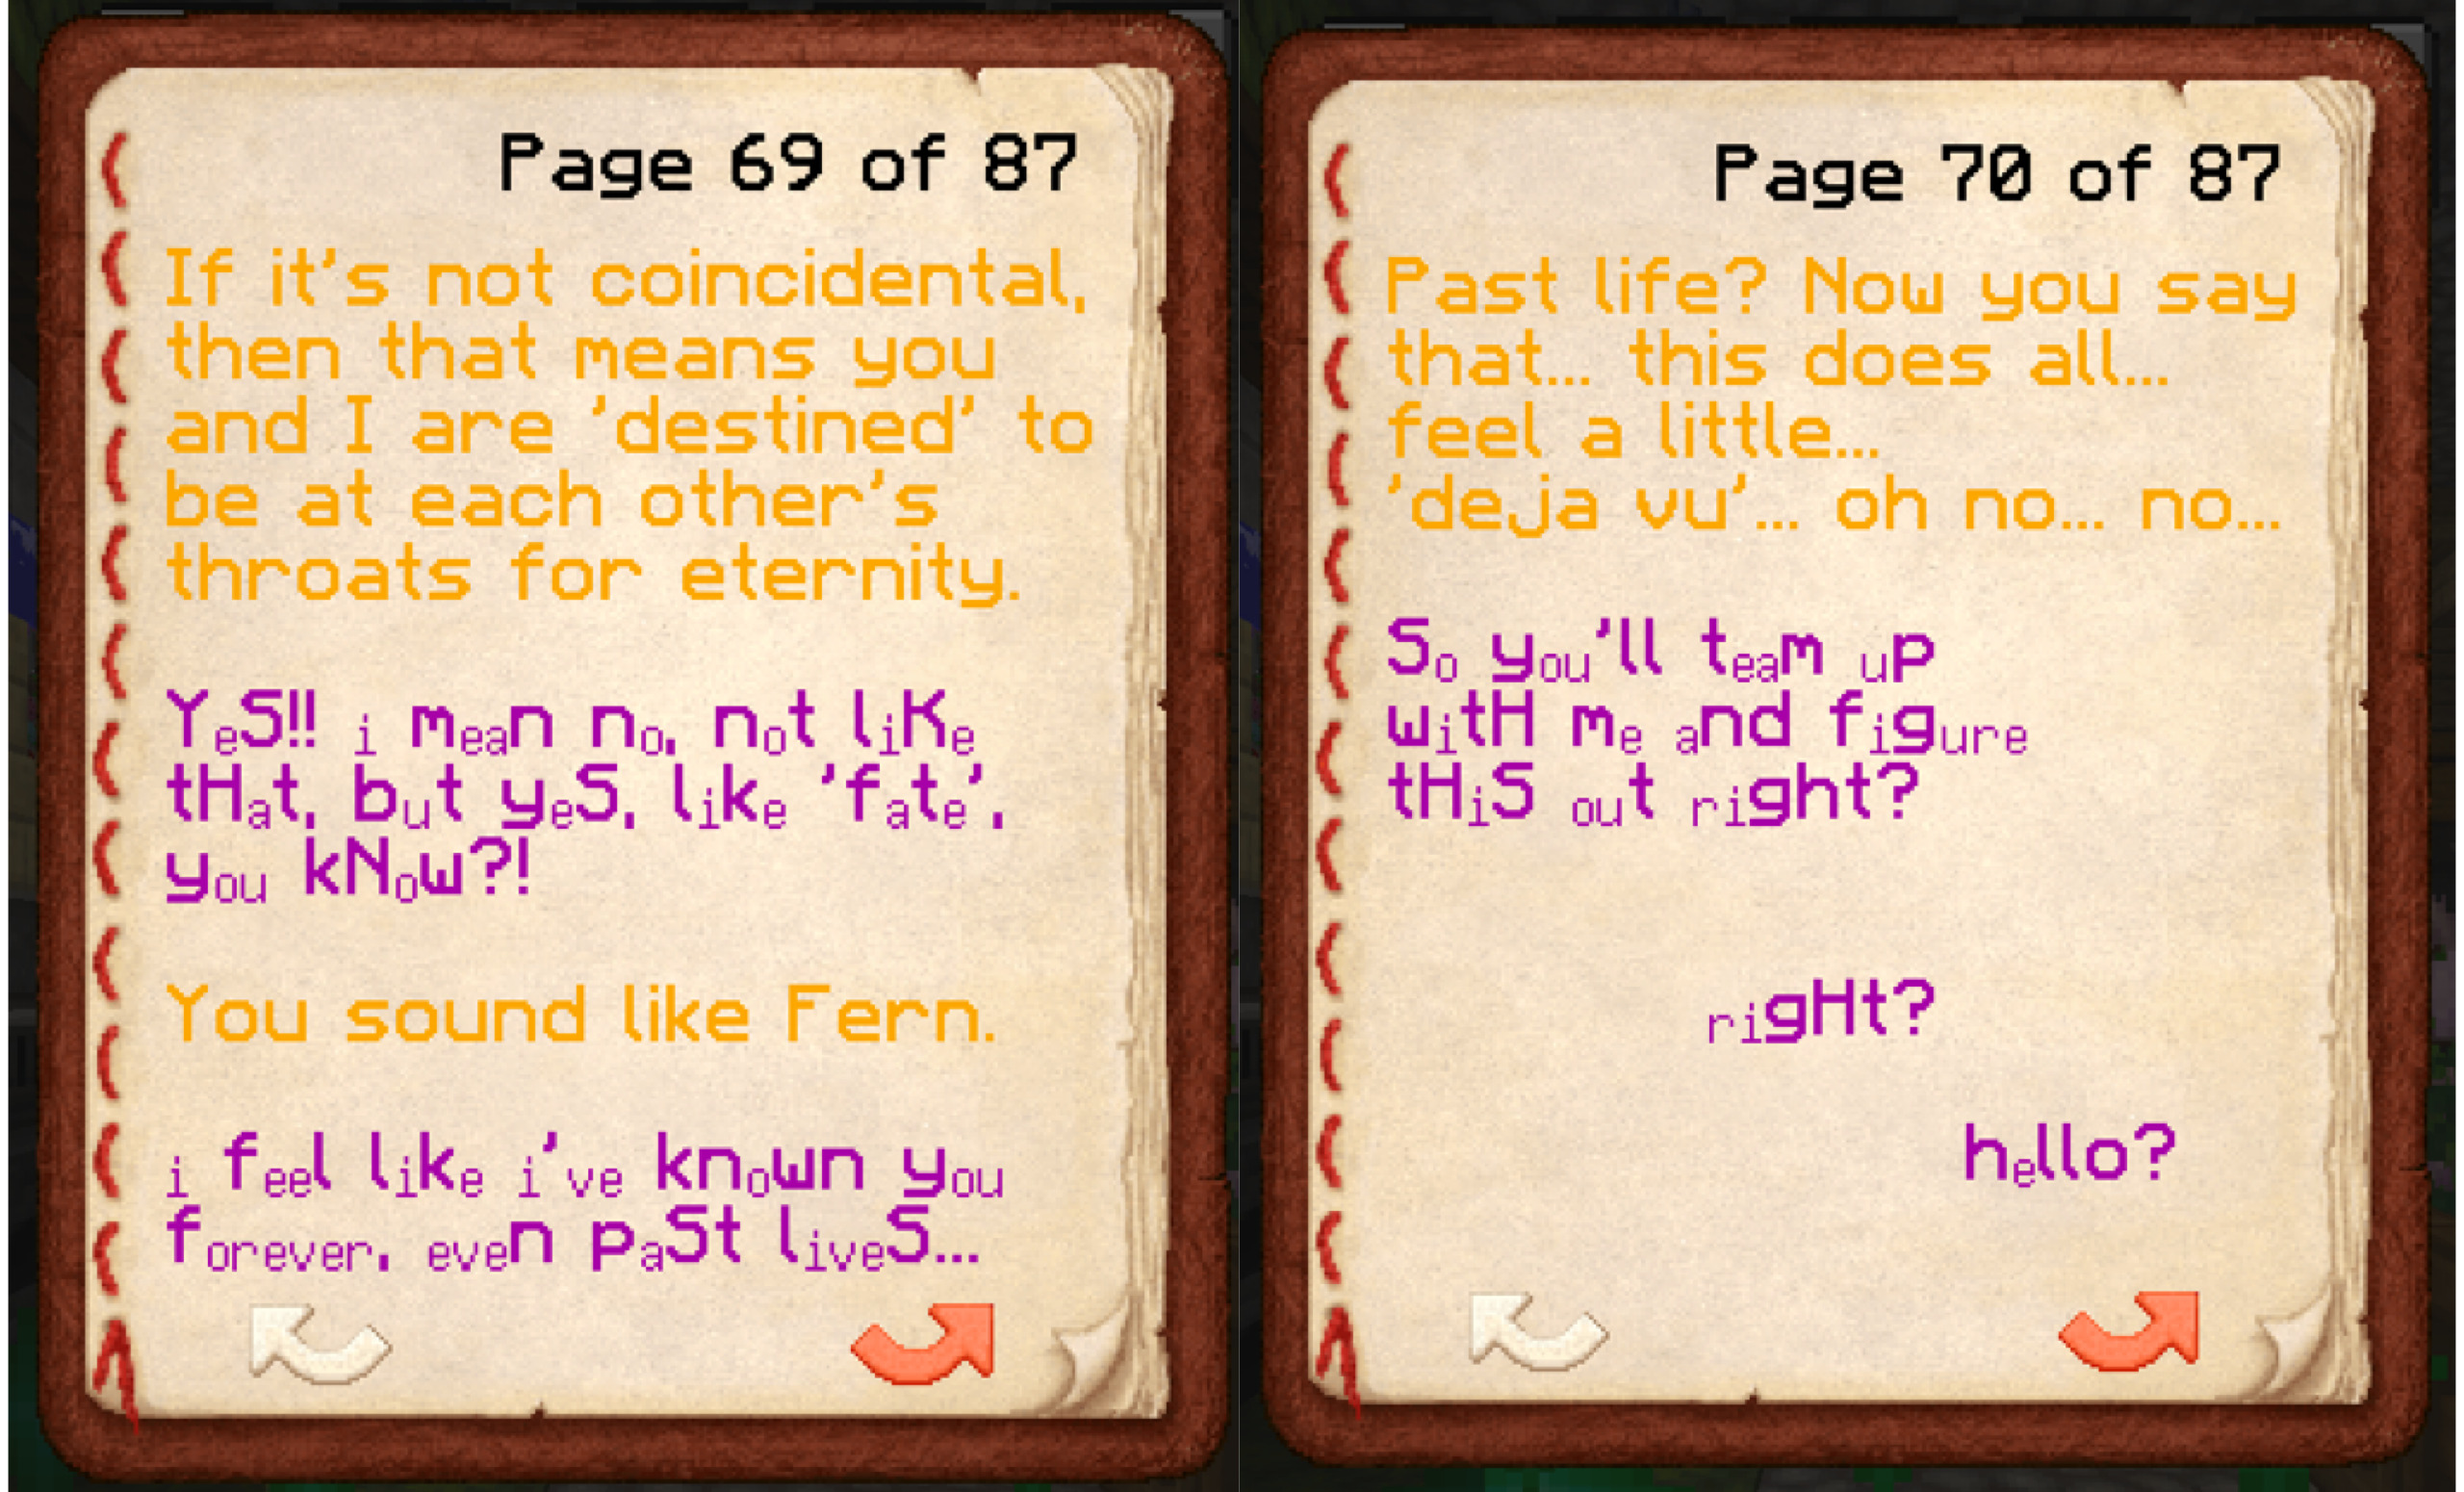 Page 69 of 87
If it's not coincidental,
then that means you
and I are 'destined' to
be at each other's
throats for eternity.
YeS!! i mean no, not liKe
tHat, but yeS, like 'fate',
you kNow?!
You sound like Fern.
i feel like i've known you
forever, even paSt liveS...
Page 70 of 87
Past life? Now you say
that... this does all...
feel a little...
'deja vu'... oh no... no...
So you'll team up
witH me and figure
tHiS out right?
rigHt?
hello?